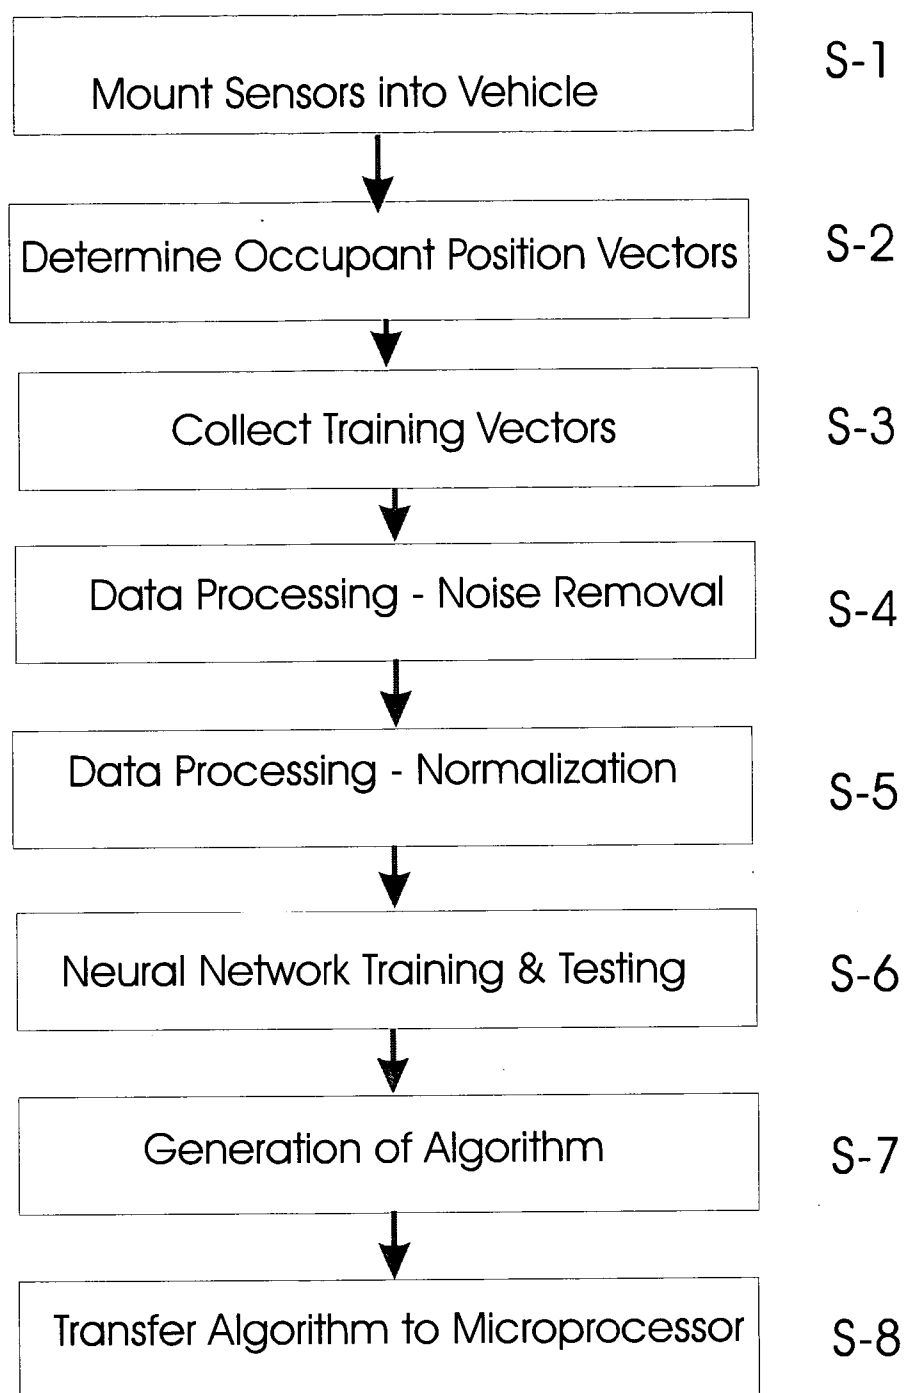 Mount Sensors into Vehicle
S-1
Determine Occupant Position Vectors
S-2
Collect Training Vectors
S-3
Data Processing - Noise Removal
S-4
Data Processing - Normalization
S-5
Neural Network Training & Testing
S-6
Generation of Algorithm
S-7
Transfer Algorithm to Microprocessor
S-8